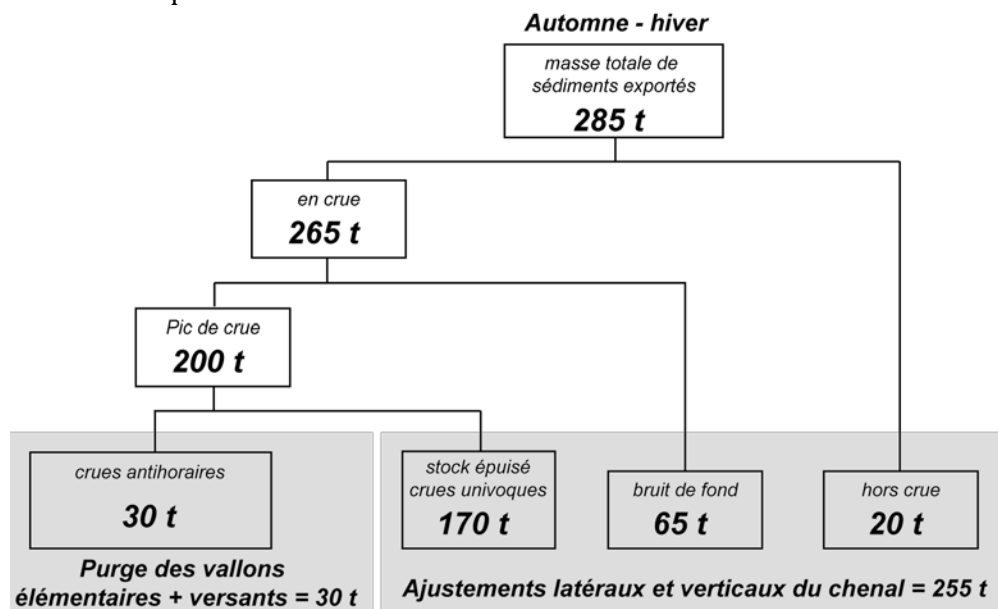 Automne - hiver
masse totale de
sédiments exportés
285 t
en crue
265 t
Pic de crue
200 t
crues antihoraires
30 t
stock épuisé
crues univoques
170 t
bruit de fond
65 t
hors crue
20 t
Purge des vallons
élémentaires + versants = 30 t
Ajustements latéraux et verticaux du chenal = 255 t